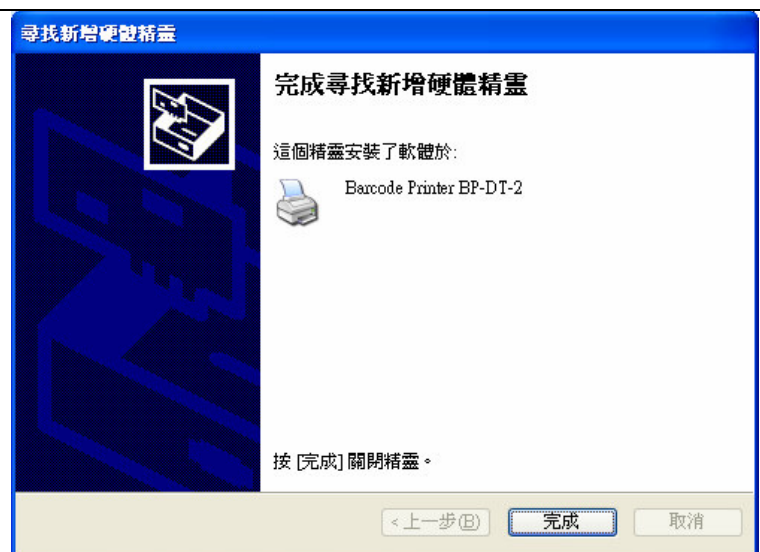 尋找新增硬體精靈
完成尋找新增硬體精靈
這個精靈安裝了軟體於:
Barcode Printer BP-DT-2
按 [完成] 關閉精靈。
<上一步(B)
完成
取消